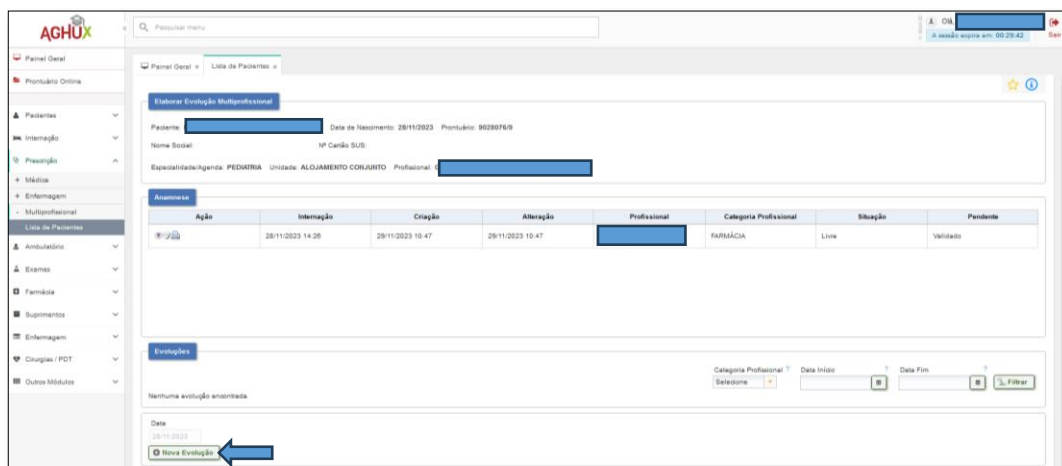 AGHUX
Pesquisar menu
Olá,
A sessão expira em: 00:29:42
Sair
Painel Geral
Prontuário Online
Pacientes
Internação
Prescrição
+ Médica
+ Enfermagem
- Multiprofissional
Lista de Pacientes
Ambulatório
Exames
Farmácia
Suprimentos
Enfermagem
Cirurgias / PDT
Outros Módulos
Painel Geral × Lista de Pacientes ×
Elaborar Evolução Multiprofissional
Paciente: Data de Nascimento: 28/11/2023 Prontuário: 9028076/9
Nome Social: Nº Cartão SUS:
Especialidade/Agenda: PEDIATRIA Unidade: ALOJAMENTO CONJUNTO Profissional:
Anamnese
Ação Internação Criação Alteração Profissional Categoria Profissional Situação Pendente
28/11/2023 14:26 29/11/2023 10:47 29/11/2023 10:47 FARMÁCIA Livre Validado
Evoluções
Categoria Profissional ? Data Início ? Data Fim ?
Selecione Filtrar
Nenhuma evolução encontrada.
Data
29/11/2023
Nova Evolução